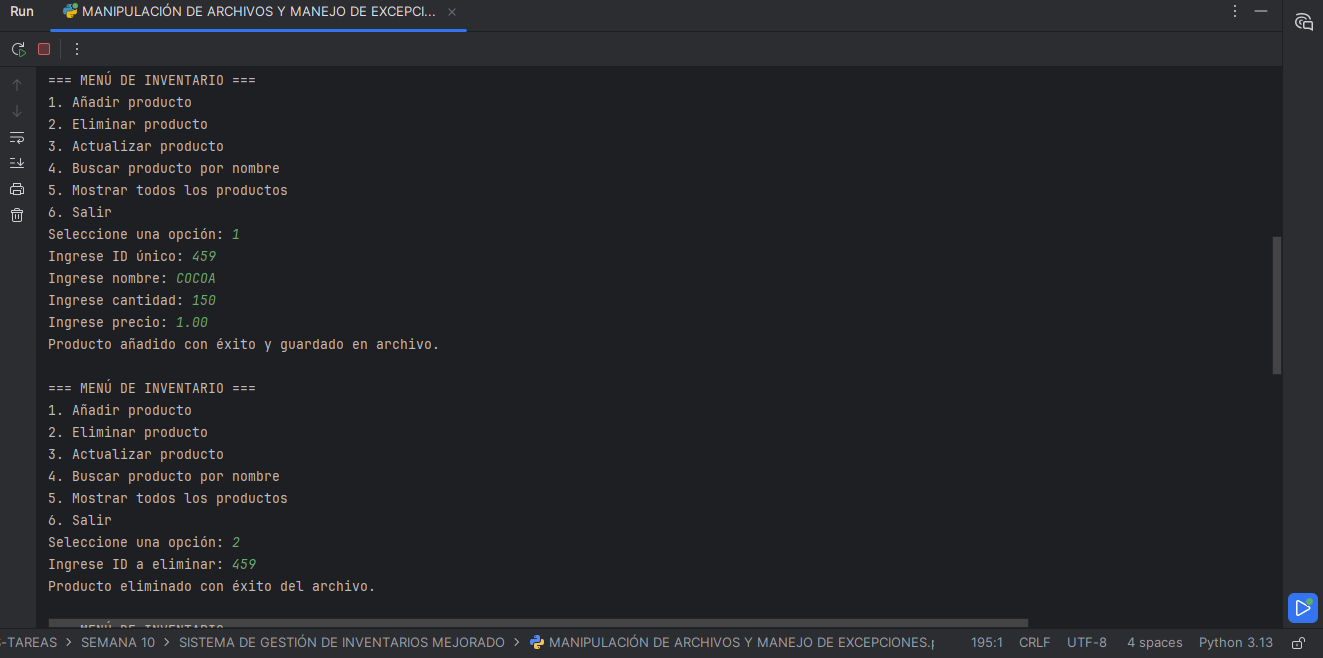 Run MANIPULACIÓN DE ARCHIVOS Y MANEJO DE EXCEPCI...
=== MENÚ DE INVENTARIO ===
1. Añadir producto
2. Eliminar producto
3. Actualizar producto
4. Buscar producto por nombre
5. Mostrar todos los productos
6. Salir
Seleccione una opción: 1
Ingrese ID único: 459
Ingrese nombre: COCOA
Ingrese cantidad: 150
Ingrese precio: 1.00
Producto añadido con éxito y guardado en archivo.
=== MENÚ DE INVENTARIO ===
1. Añadir producto
2. Eliminar producto
3. Actualizar producto
4. Buscar producto por nombre
5. Mostrar todos los productos
6. Salir
Seleccione una opción: 2
Ingrese ID a eliminar: 459
Producto eliminado con éxito del archivo.
MENÚ DE INVENTARIO
-TAREAS > SEMANA 10 > SISTEMA DE GESTIÓN DE INVENTARIOS MEJORADO > MANIPULACIÓN DE ARCHIVOS Y MANEJO DE EXCEPCIONES.p 195:1 CRLF UTF-8 4 spaces Python 3.13